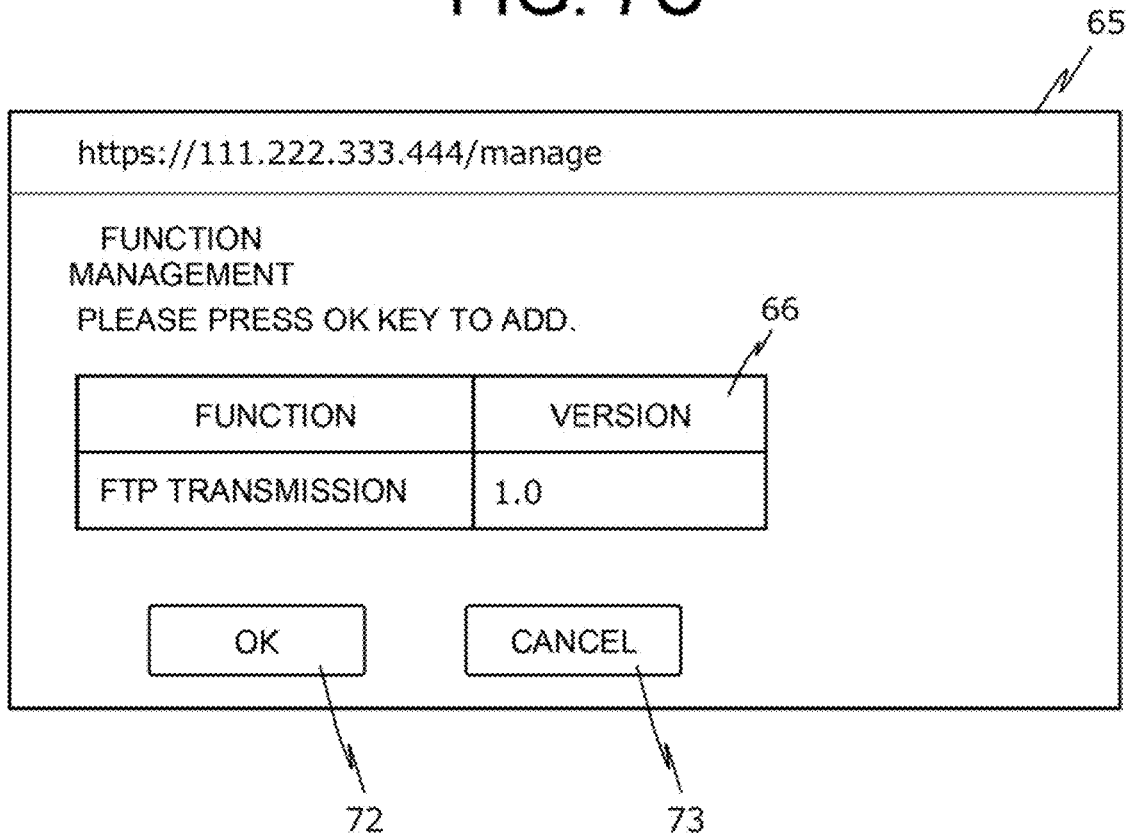 FIG.
65
https://111.222.333.444/manage
FUNCTION
MANAGEMENT
PLEASE PRESS OK KEY TO ADD.
66
FUNCTION VERSION
FTP TRANSMISSION 1.0
OK CANCEL
72 73